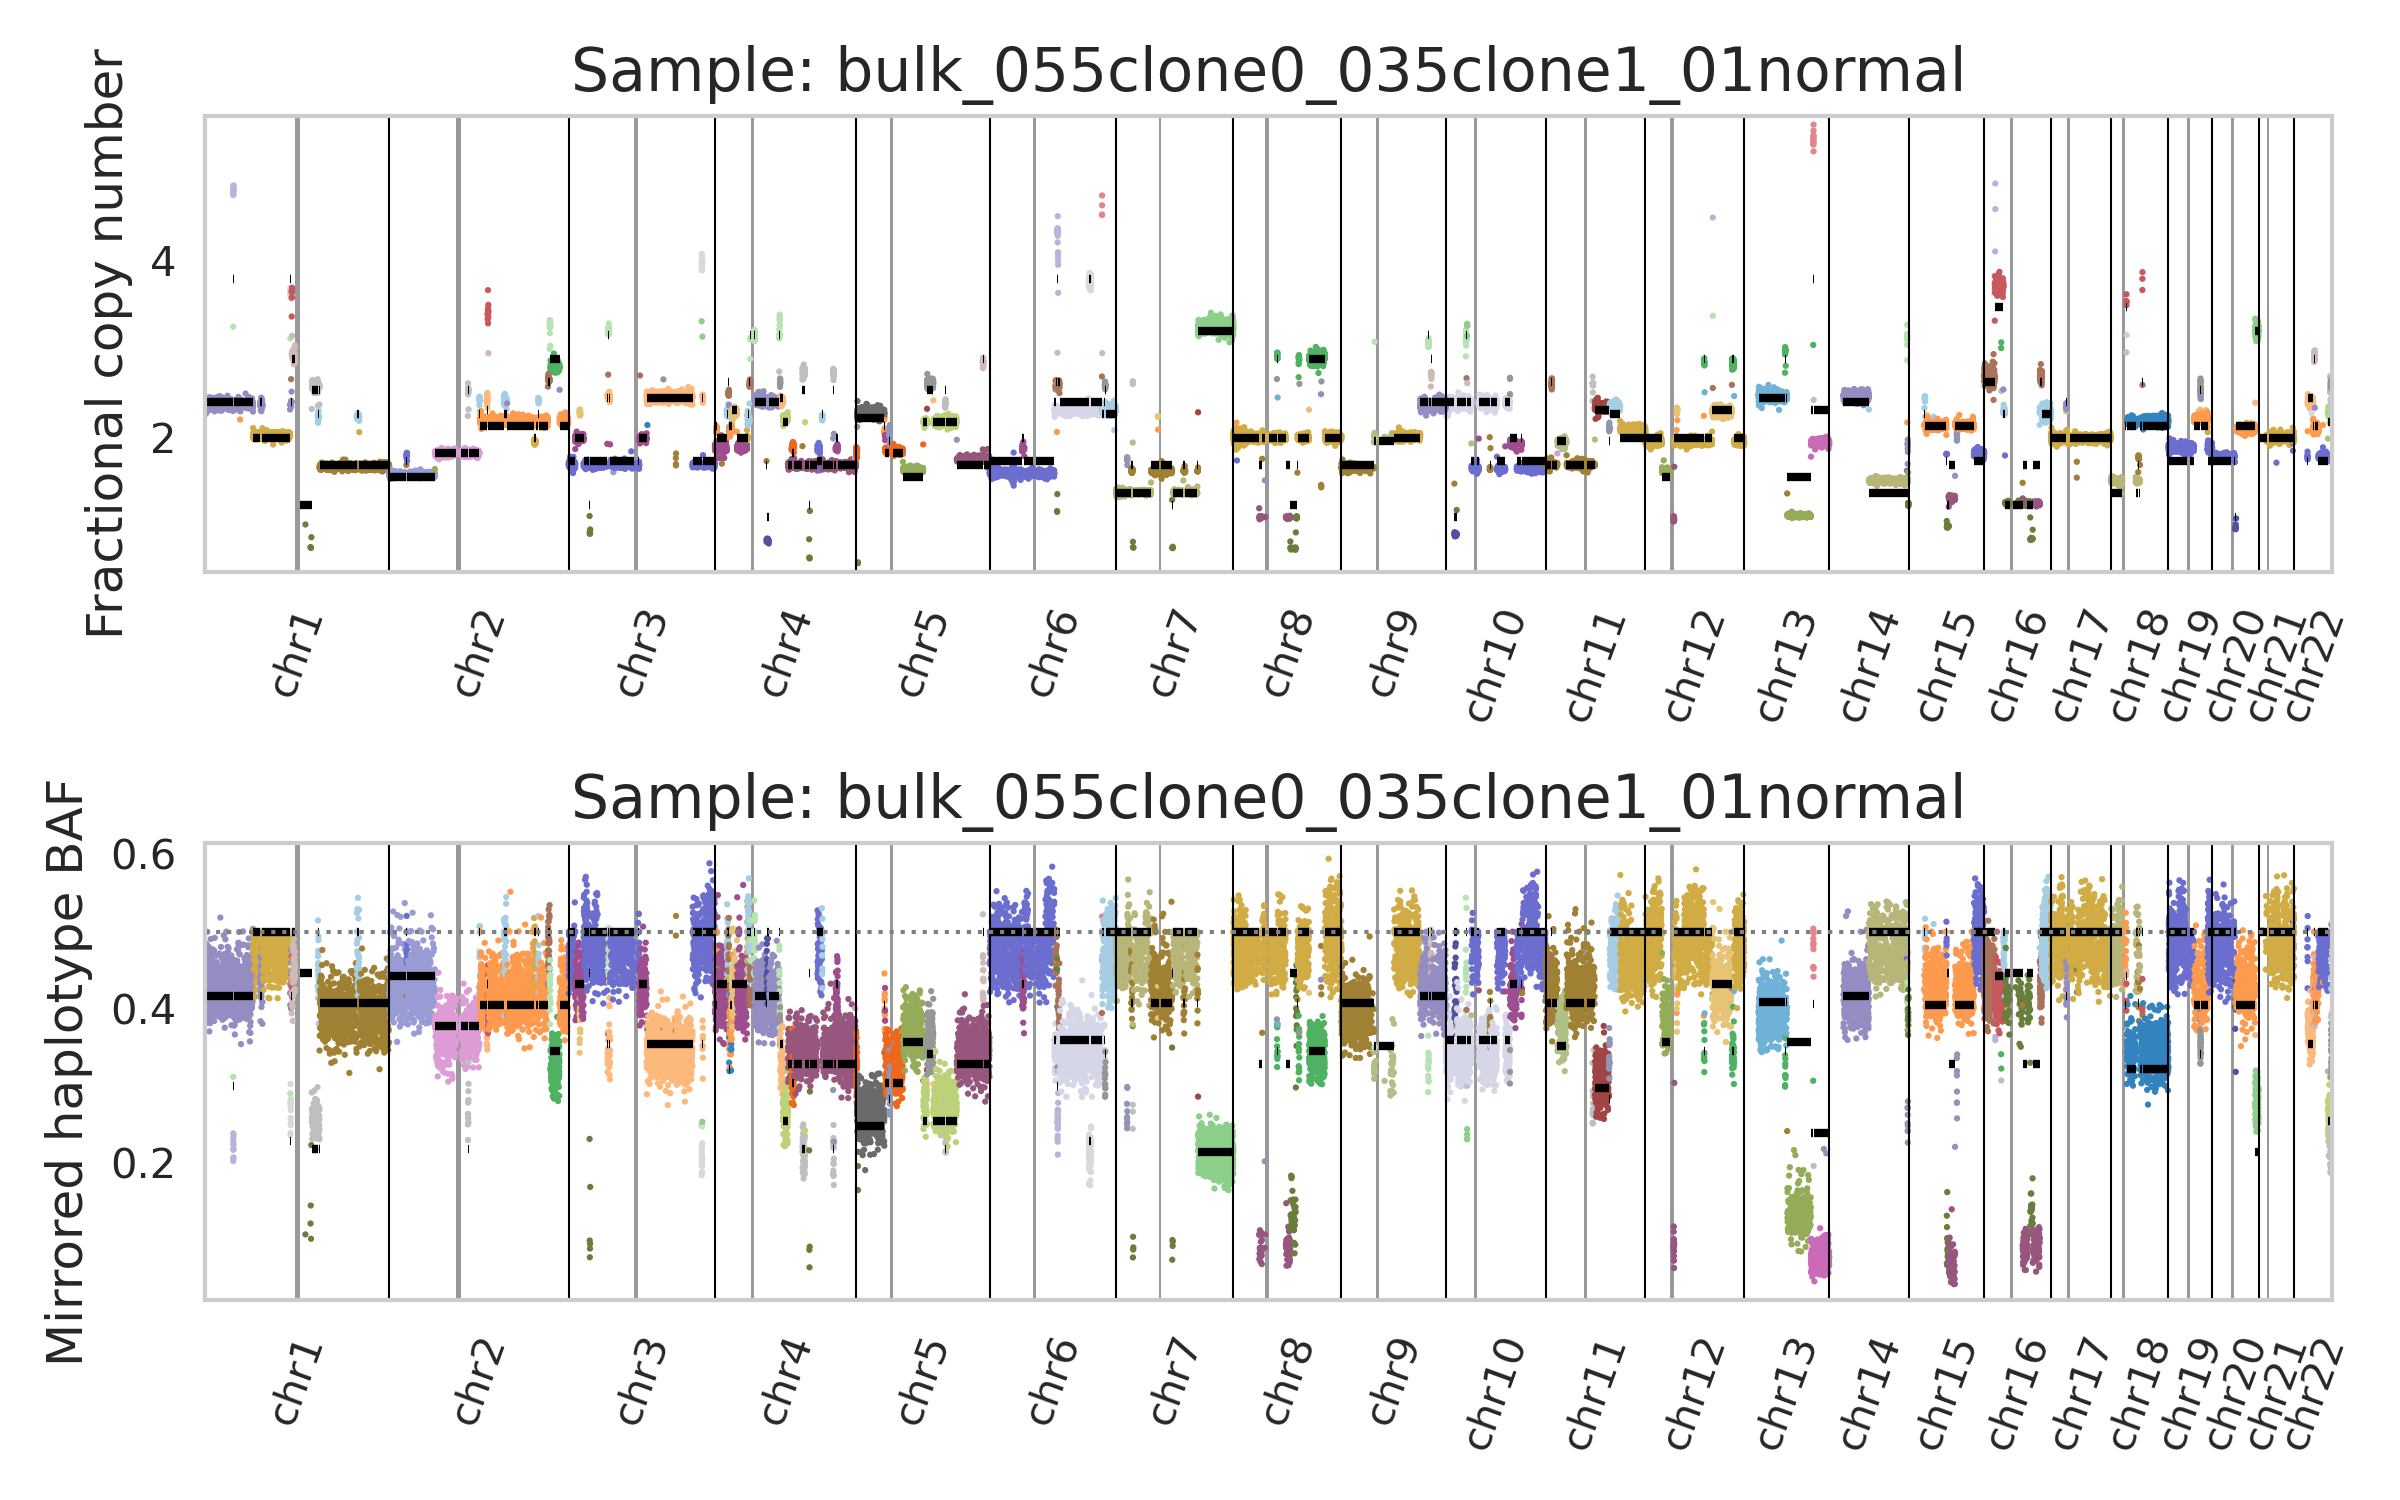 Sample: bulk_055clone0_035clone1_01normal
Fractional copy number
4
2
chr1
chr2
chr3
chr4
chr5
chr6
chr7
chr8
chr9
chr10
chr11
chr12
chr13
chr14
chr15
chr16
chr17
chr18
chr19
chr20
chr21
chr22
Sample: bulk_055clone0_035clone1_01normal
Mirrored haplotype BAF
0.6
0.4
0.2
chr1
chr2
chr3
chr4
chr5
chr6
chr7
chr8
chr9
chr10
chr11
chr12
chr13
chr14
chr15
chr16
chr17
chr18
chr19
chr20
chr21
chr22